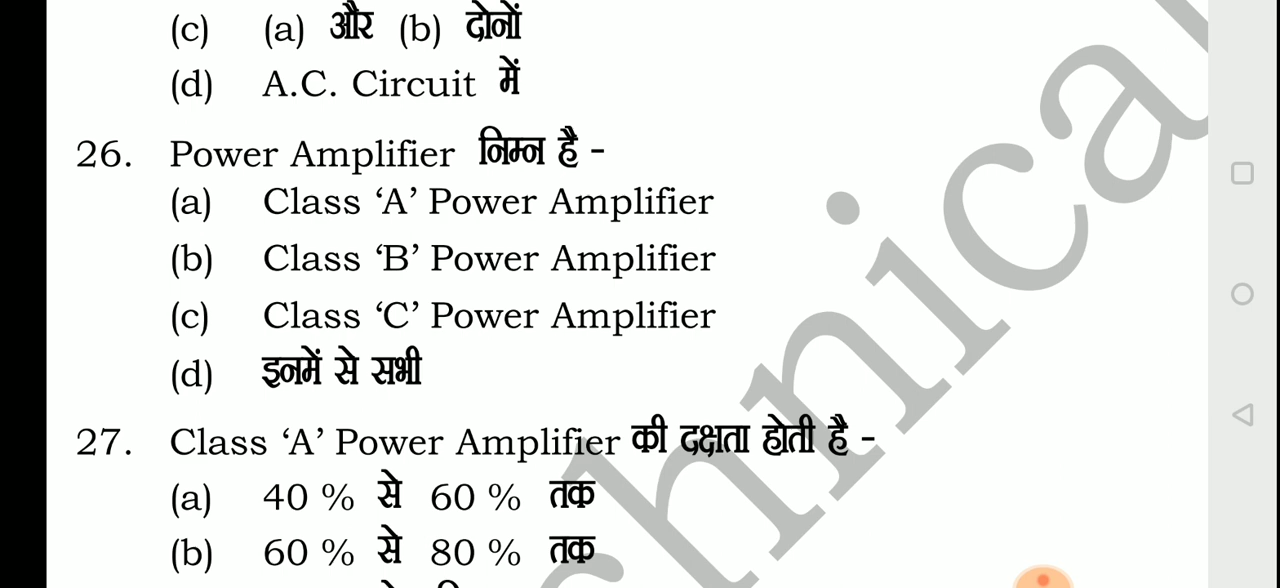 (c) (a) और (b) दोनों
(d) A.C. Circuit में
26. Power Amplifier निम्न है -
(a) Class ‘A’ Power Amplifier
(b) Class ‘B’ Power Amplifier
(c) Class ‘C’ Power Amplifier
(d) इनमें से सभी
27. Class ‘A’ Power Amplifier की दक्षता होती है -
(a) 40 % से 60 % तक
(b) 60 % से 80 % तक